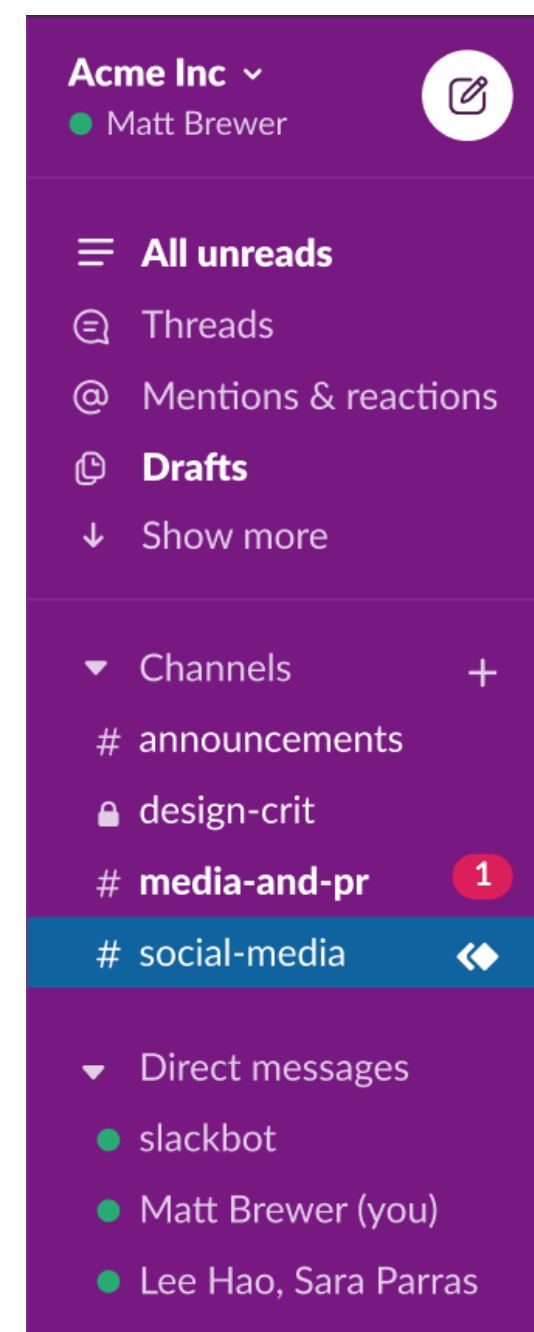 Acme Inc
Matt Brewer
All unreads
Threads
@ Mentions & reactions
Drafts
Show more
Channels +
# announcements
design-crit
# media-and-pr 1
# social-media
Direct messages
slackbot
Matt Brewer (you)
Lee Hao, Sara Parras